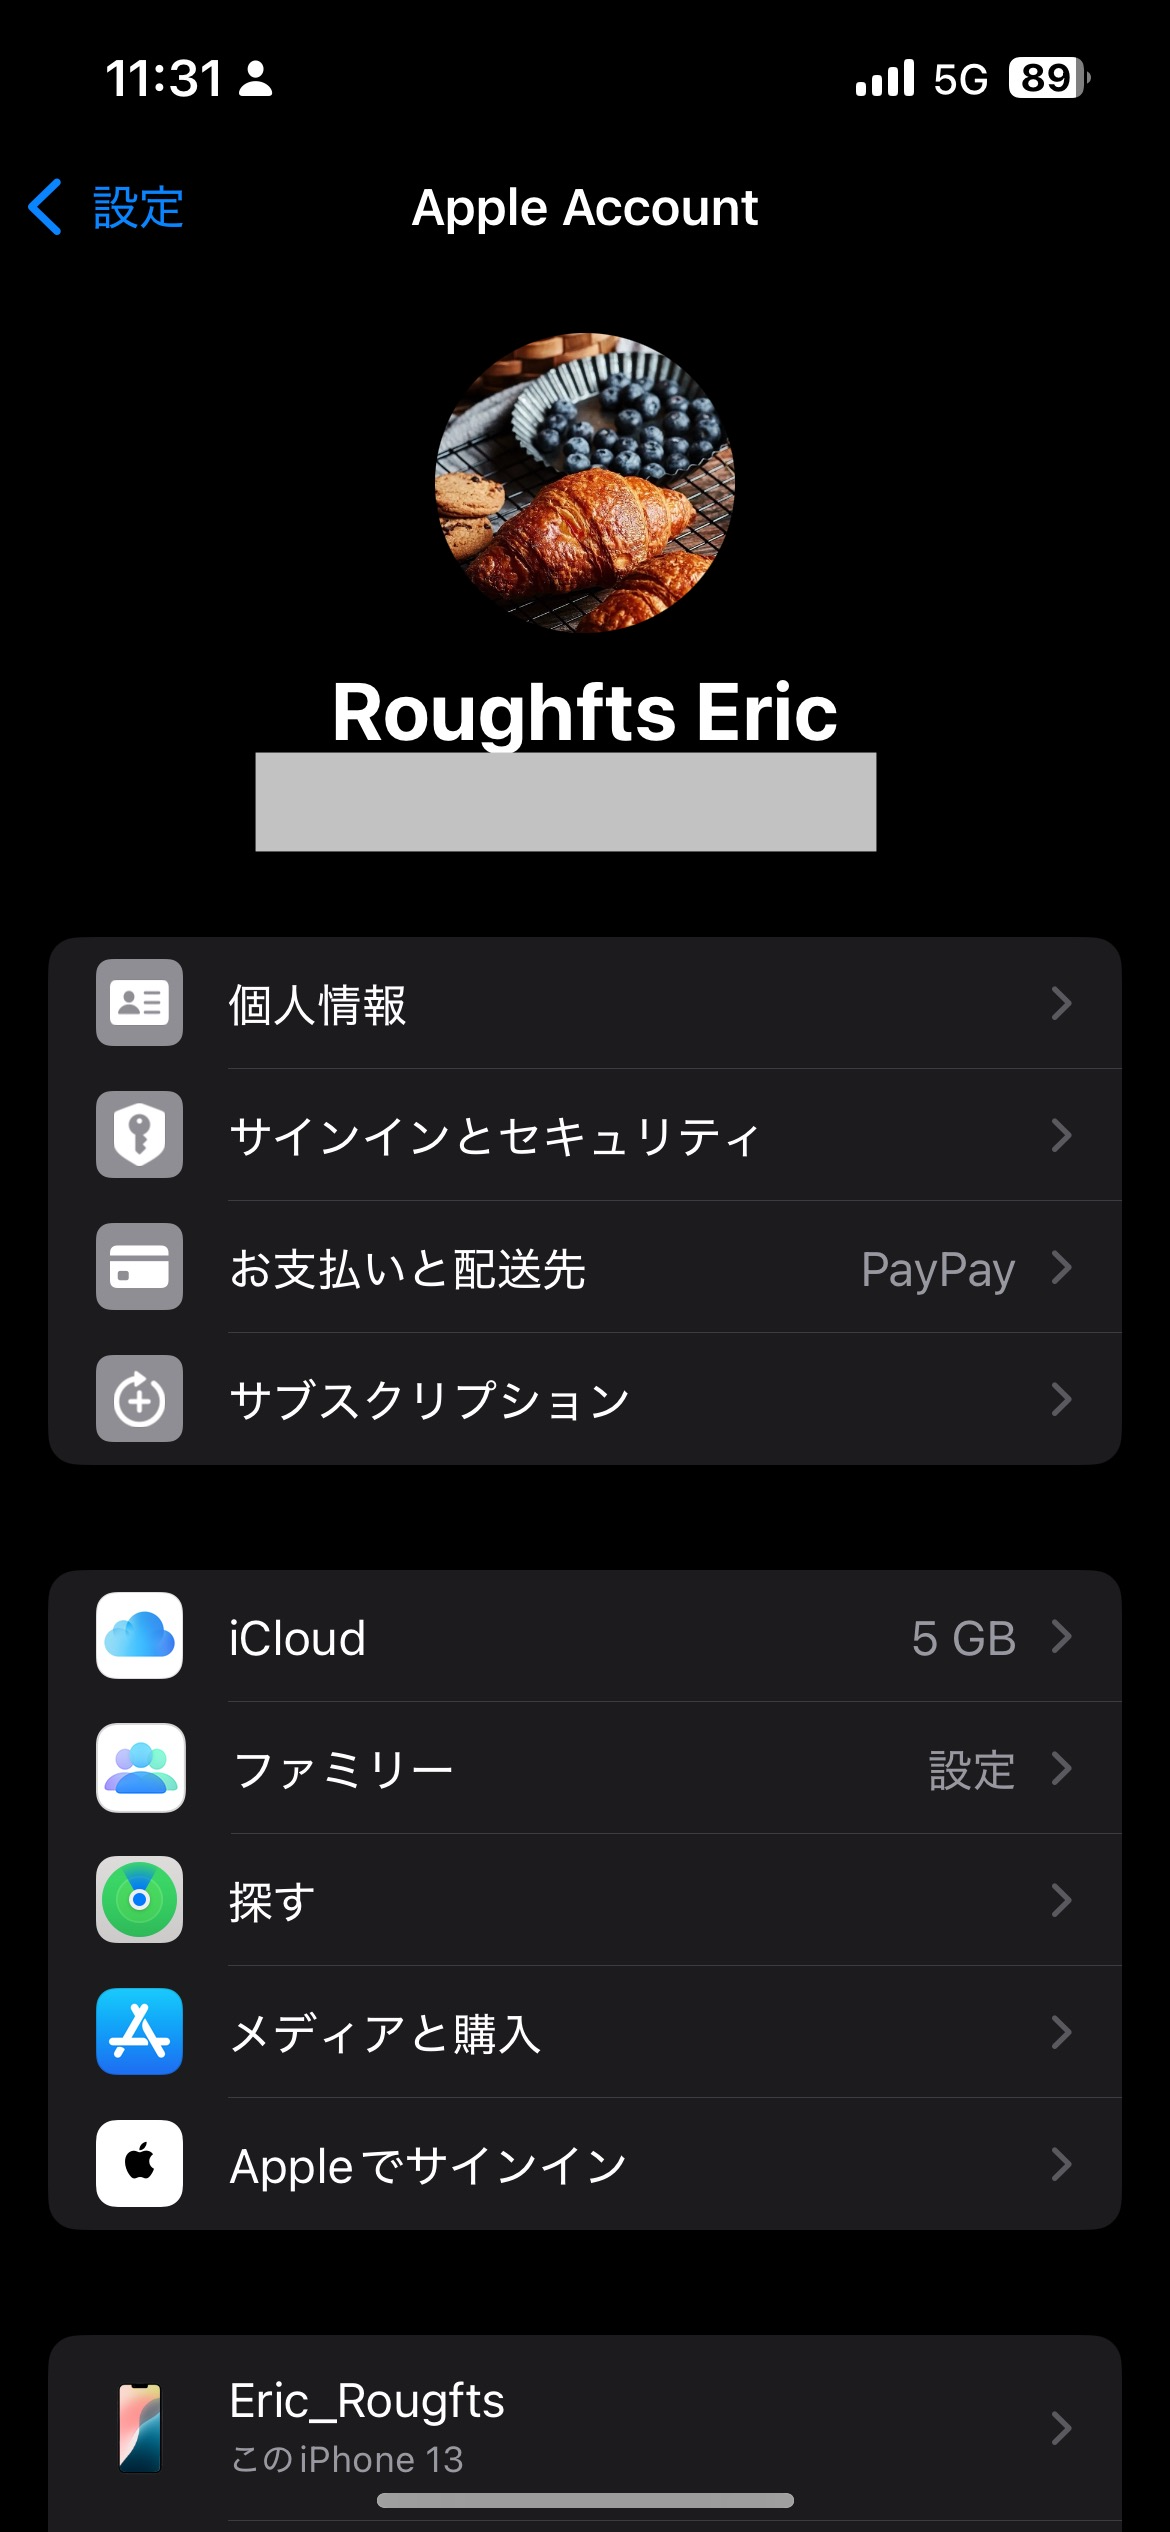 11:31 5G 89
設定 Apple Account
Roughfts Eric
個人情報
サインインとセキュリティ
お支払いと配送先 PayPay
サブスクリプション
iCloud 5 GB
ファミリー 設定
探す
メディアと購入
Appleでサインイン
Eric_Rougfts
このiPhone 13